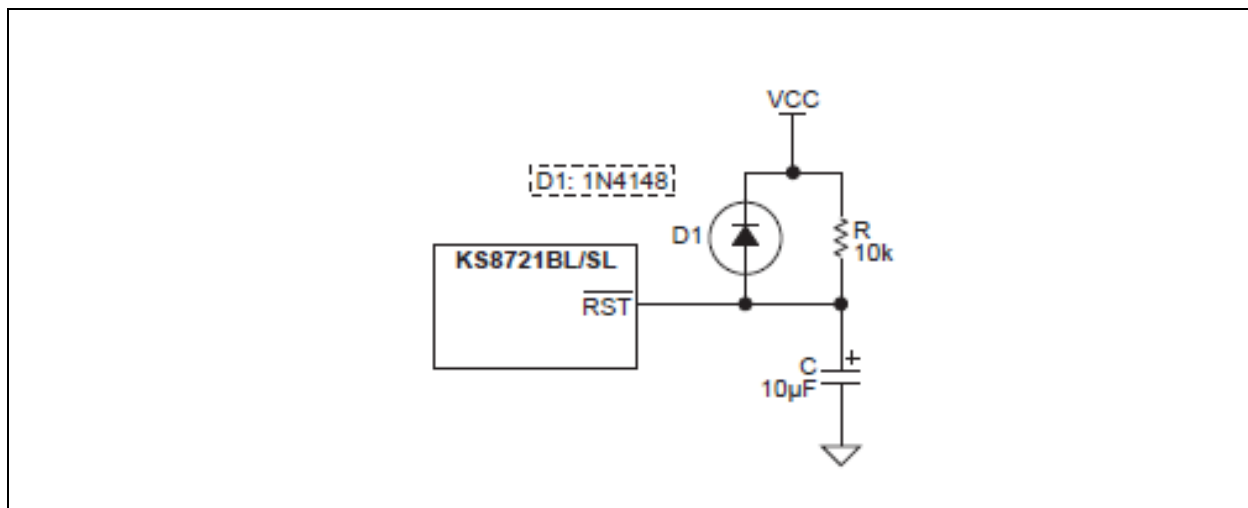 VCC
D1: 1N4148
D1
R
10k
KS8721BL/SL
RST
C
+
10µF